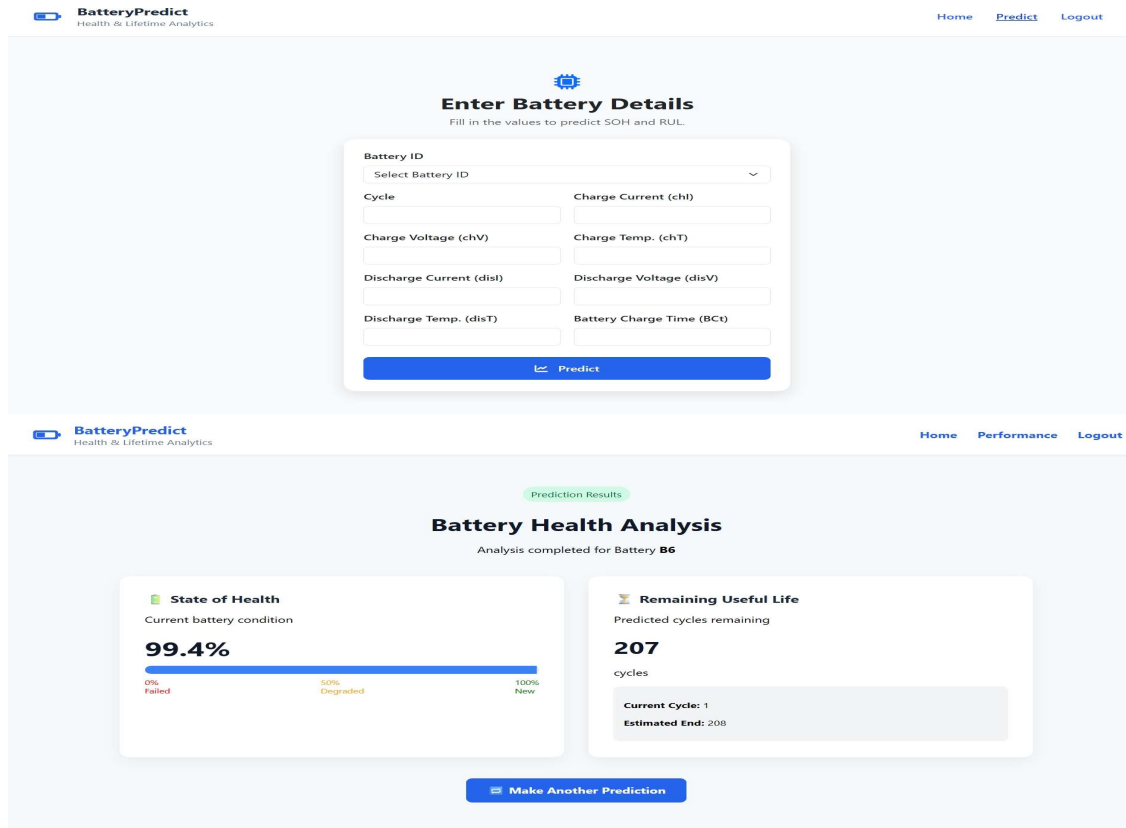 BatteryPredict
Health & Lifetime Analytics
Home Predict Logout
Enter Battery Details
Fill in the values to predict SOH and RUL.
Battery ID
Select Battery ID
Cycle Charge Current (chI)
Charge Voltage (chV) Charge Temp. (chT)
Discharge Current (disI) Discharge Voltage (disV)
Discharge Temp. (disT) Battery Charge Time (BCt)
Predict
BatteryPredict
Health & Lifetime Analytics
Home Performance Logout
Prediction Results
Battery Health Analysis
Analysis completed for Battery B6
State of Health
Current battery condition
99.4%
0% 50% 100%
Failed Degraded New
Remaining Useful Life
Predicted cycles remaining
207
cycles
Current Cycle: 1
Estimated End: 208
Make Another Prediction